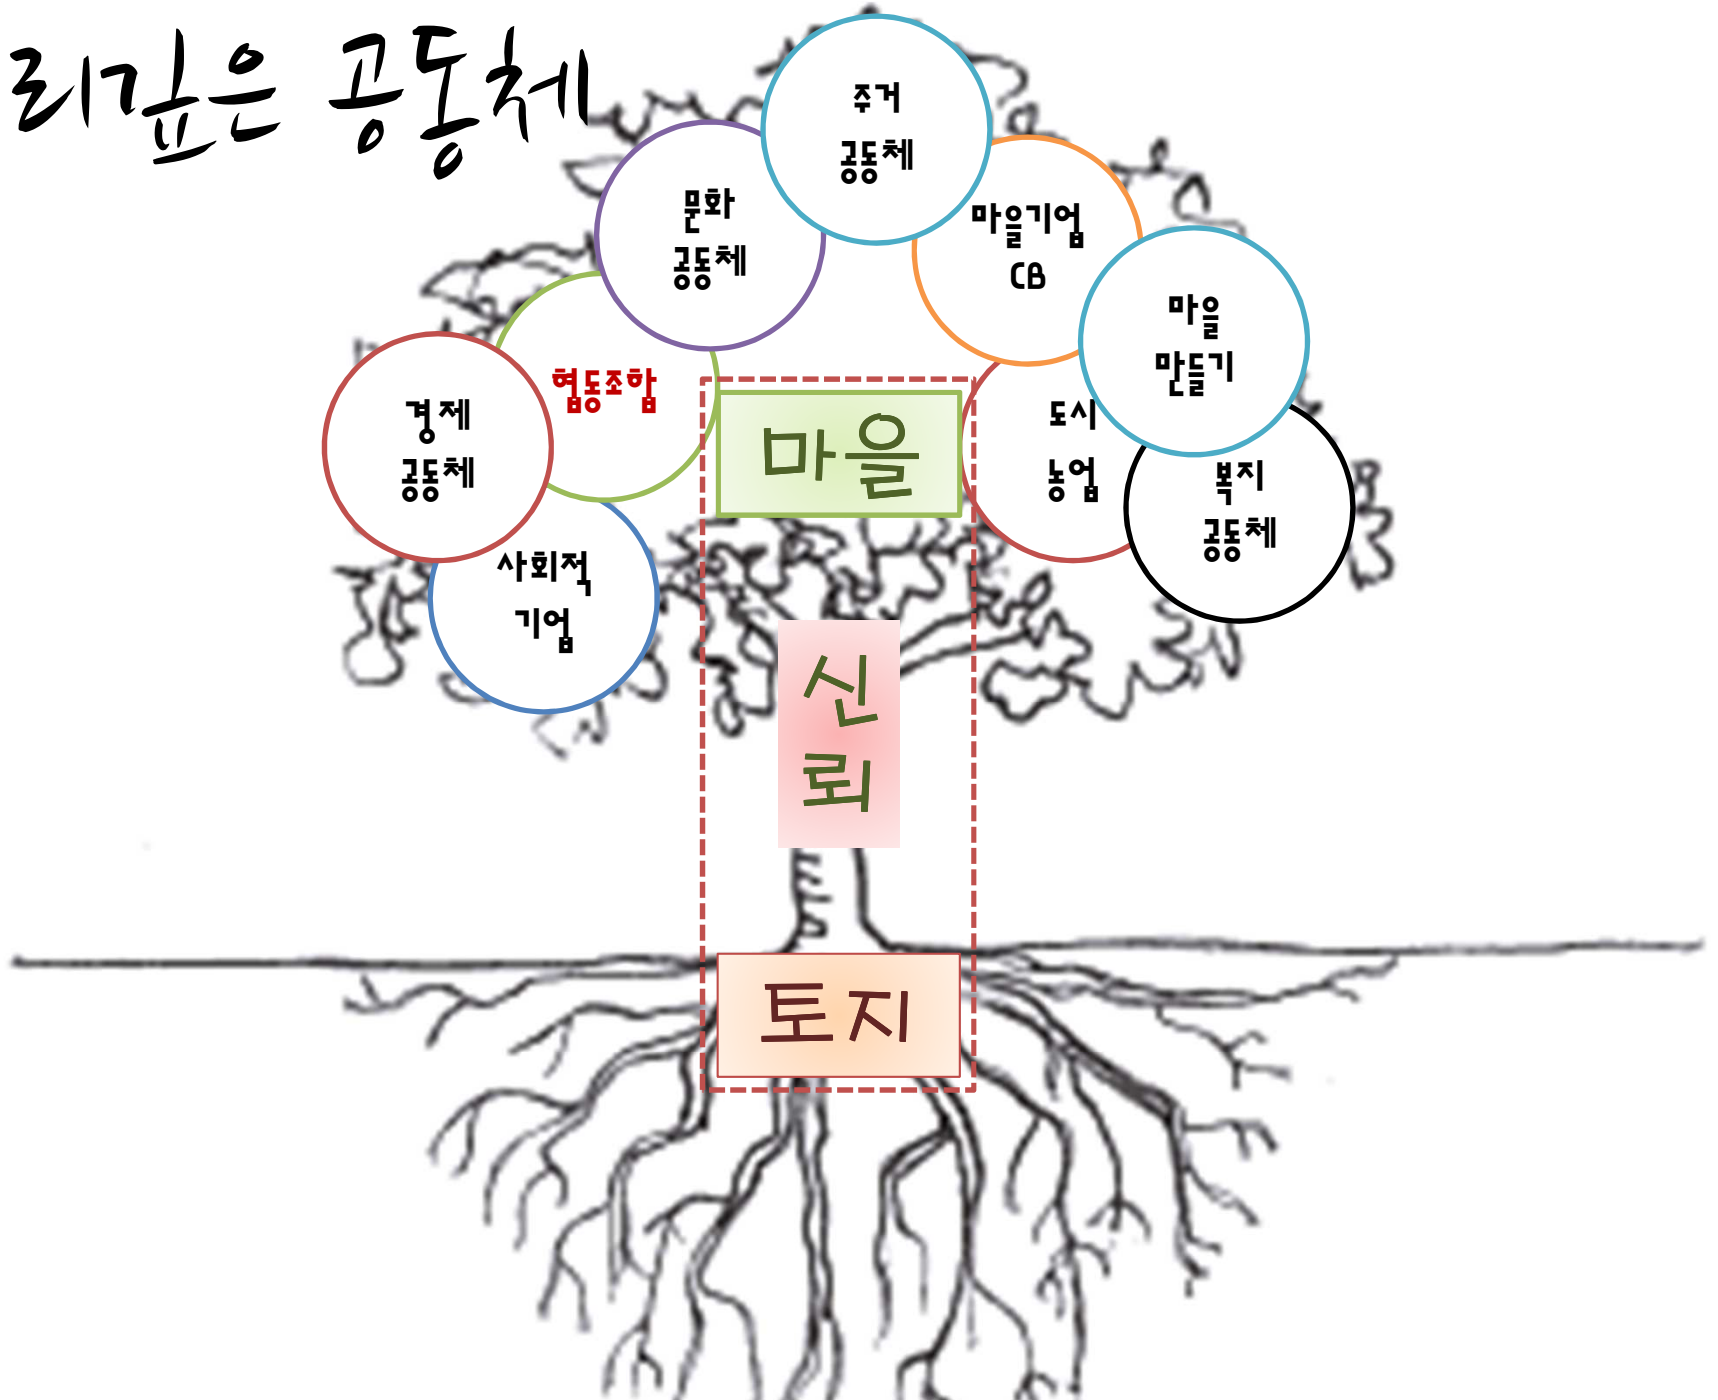 리깊은 공동체
주거
공동체
문화
공동체
마을기업
CB
마을
만들기
협동조합
경제
공동체
도시
농업
복지
공동체
사회적
기업
마을
신
뢰
토지